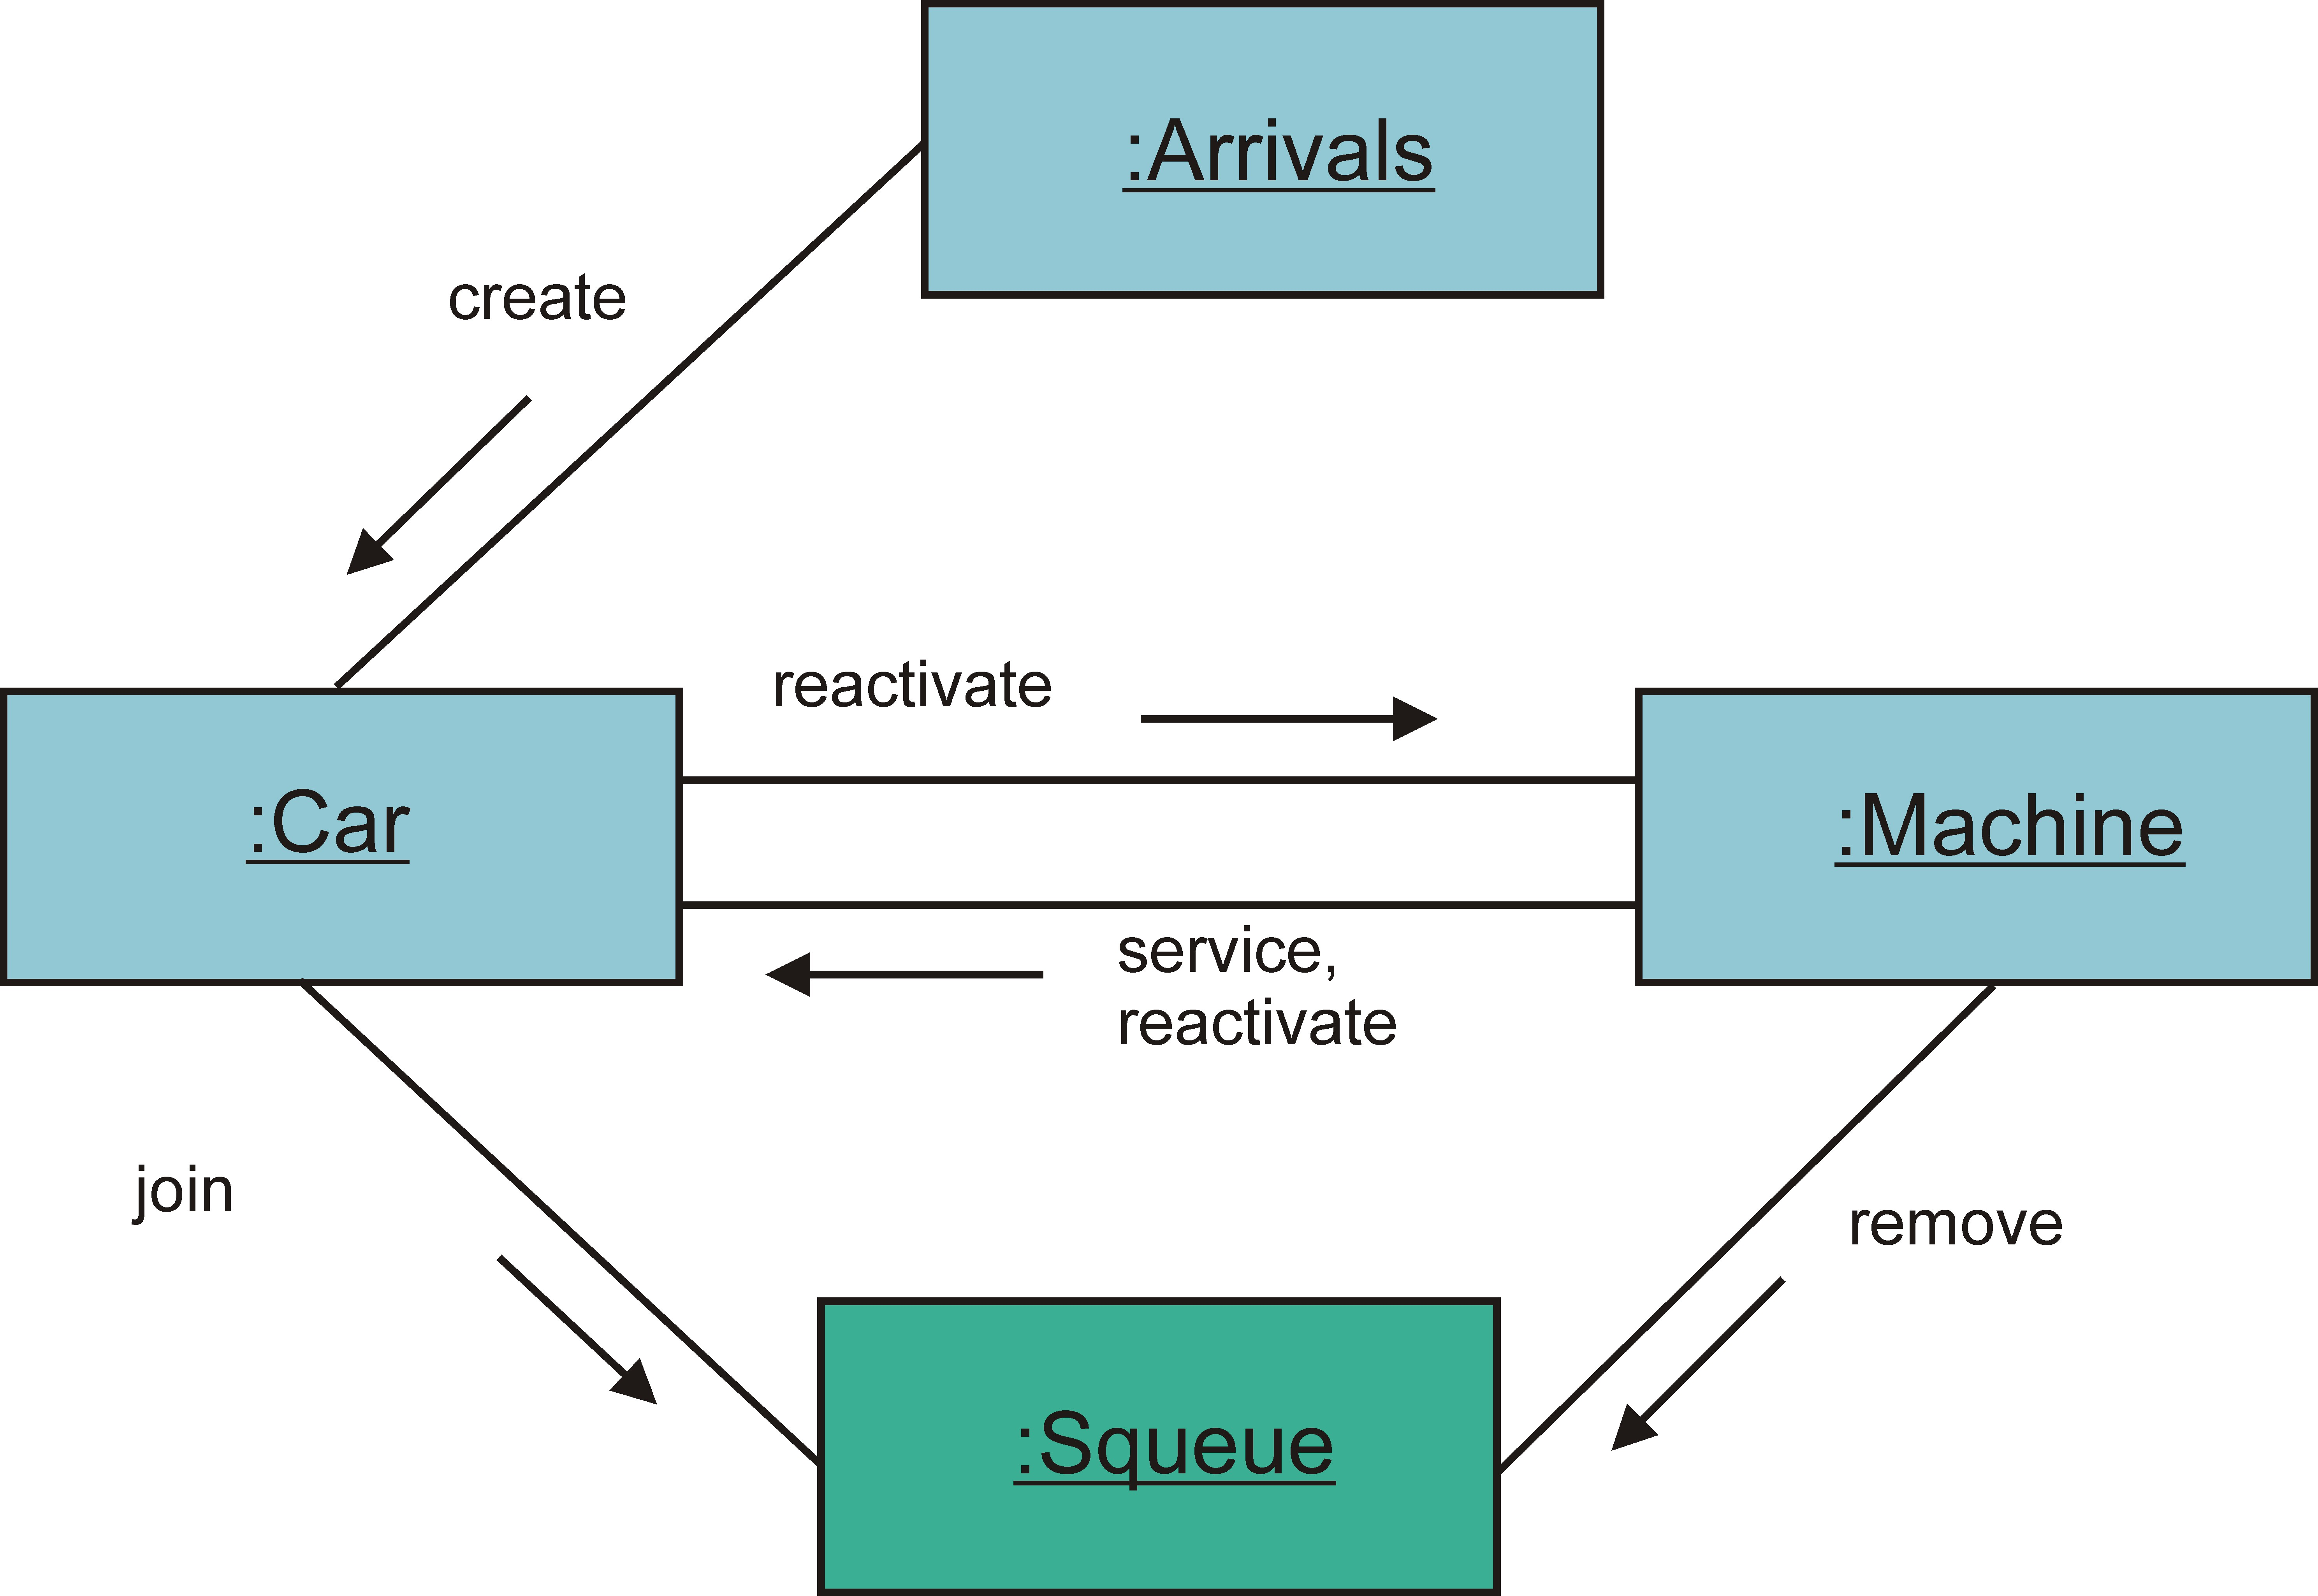 :Arrivals
create
reactivate
:Car
:Machine
service,
reactivate
join
remove
:Squeue